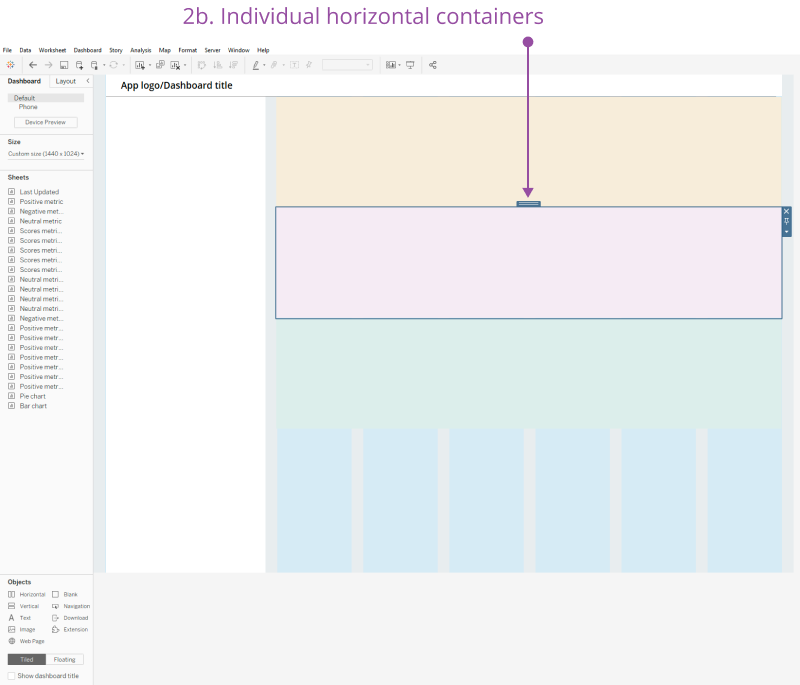 2b. Individual horizontal containers
File Data Worksheet Dashboard Story Analysis Map Format Server Window Help
Dashboard Layout
App logo/Dashboard title
Default
Phone
Device Preview
Size
Custom size (1440 x 1024)
Sheets
Last Updated
Positive metric
Negative met...
Neutral metric
Scores metri...
Scores metri...
Scores metri...
Scores metri...
Scores metri...
Neutral metri...
Neutral metri...
Neutral metri...
Neutral metri...
Negative met...
Positive metr...
Positive metr...
Positive metr...
Positive metr...
Positive metr...
Positive metr...
Positive metr...
Pie chart
Bar chart
Objects
Horizontal Blank
Vertical Navigation
Text Download
Image Extension
Web Page
Tiled Floating
Show dashboard title